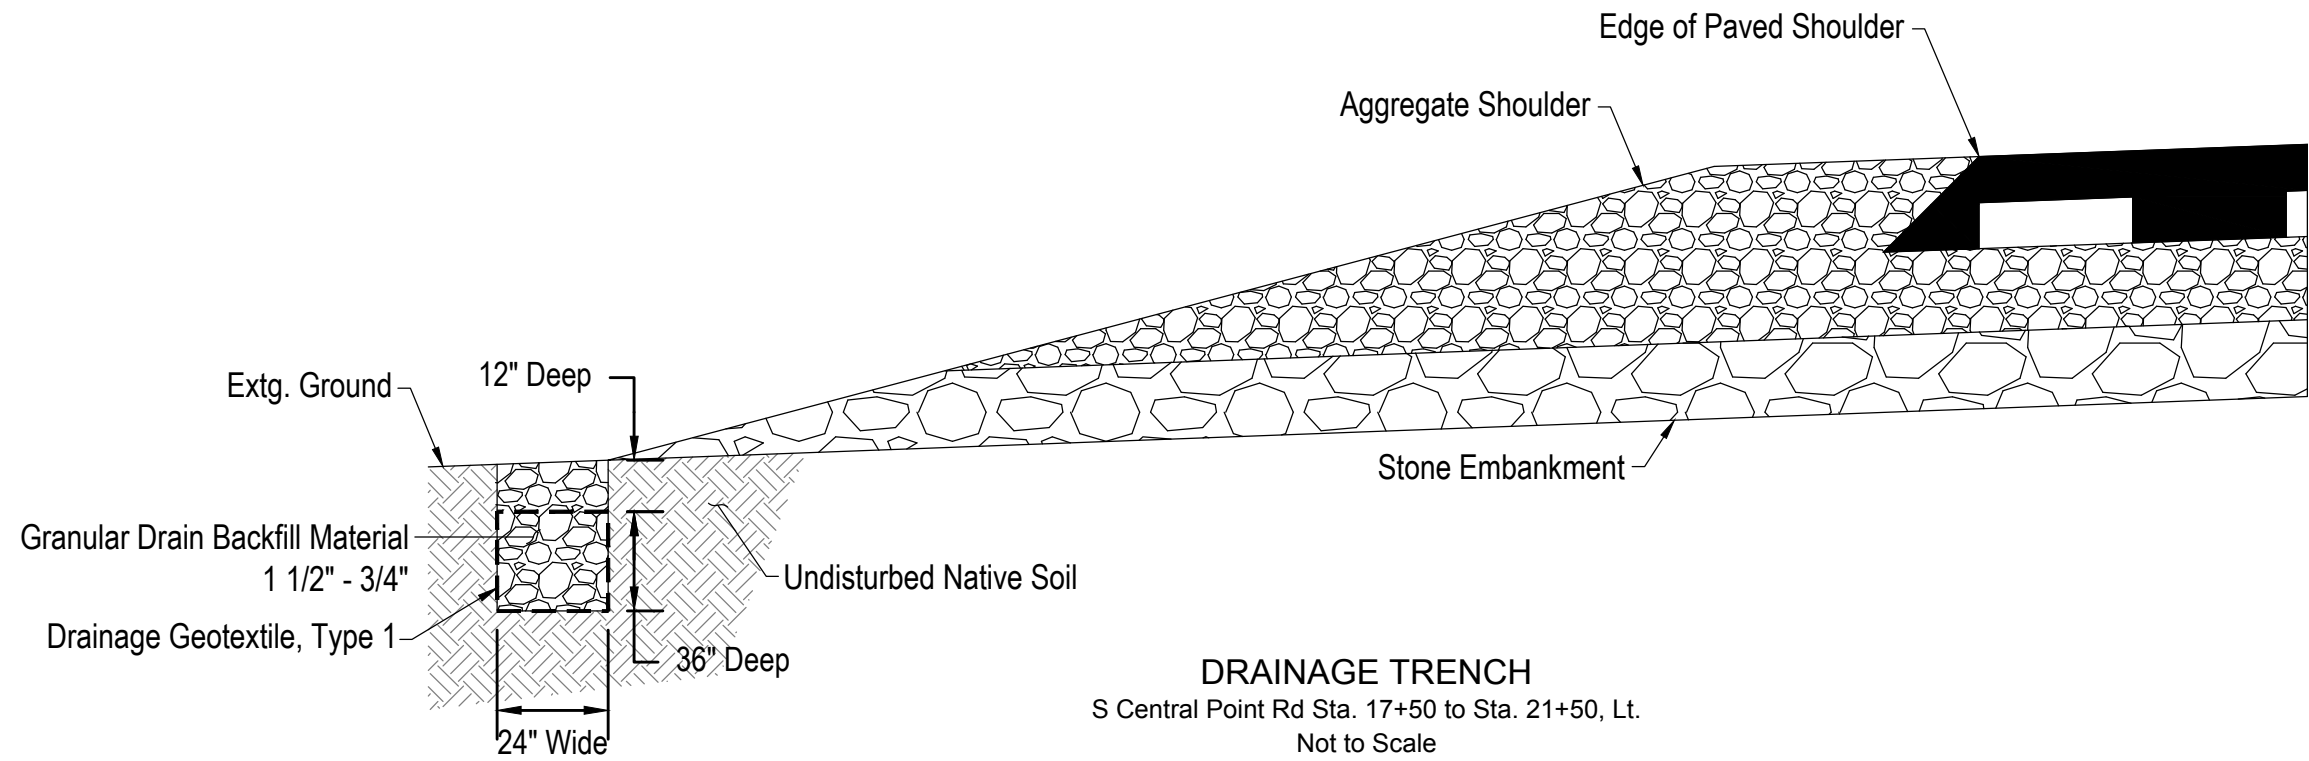 Edge of Paved Shoulder
Aggregate Shoulder
12" Deep
Extg. Ground
Stone Embankment
Granular Drain Backfill Material
1 1/2" - 3/4"
Undisturbed Native Soil
Drainage Geotextile, Type 1
36" Deep
24" Wide
DRAINAGE TRENCH
S Central Point Rd Sta. 17+50 to Sta. 21+50, Lt.
Not to Scale